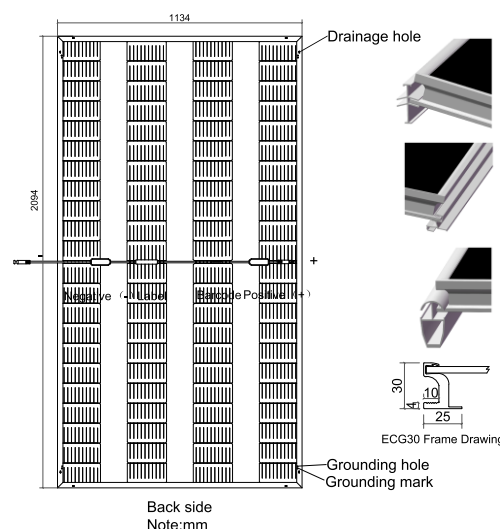 1134
Drainage hole
2094
+
Negative (-) Label Barcode Positive (+)
30
10
4
25
ECG30 Frame Drawing
Grounding hole
Grounding mark
Back side
Note:mm